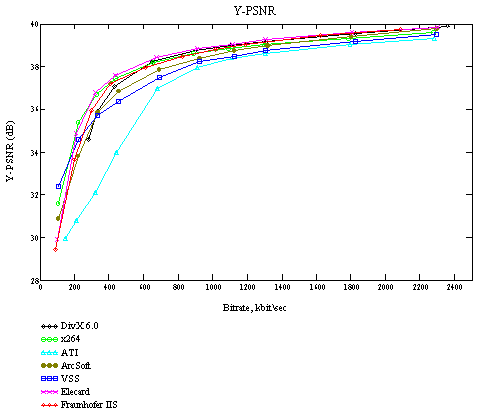 Y-PSNR
Y-PSNR (dB)
40
38
36
34
32
30
28
0 200 400 600 800 1000 1200 1400 1600 1800 2000 2200 2400
Bitrate, kbit/sec
DivX 6.0
x264
ATI
ArcSoft
VSS
Elecard
Fraunhofer IIS